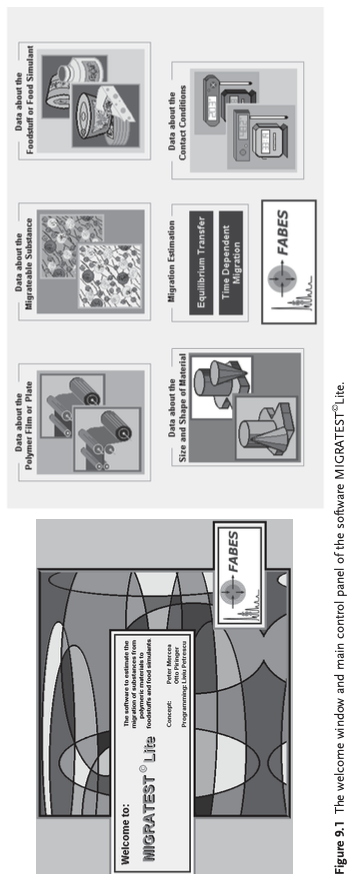 Welcome to:
MIGRATEST© Lite
The software to estimate the
migration of substances from
polymeric materials to
foodstuffs and food simulants
Concept: Peter Mercea
Otto Piringer
Programming: Liviu Petrescu
FABES
Data about the
Polymer Film or Plate
Data about the
Migrateable Substance
Data about the
Foodstuff or Food Simulant
Data about the
Size and Shape of Material
Migration Estimation
Equilibrium Transfer
Time Dependent
Migration
FABES
Data about the
Contact Conditions
Figure 9.1 The welcome window and main control panel of the software MIGRATEST©Lite.